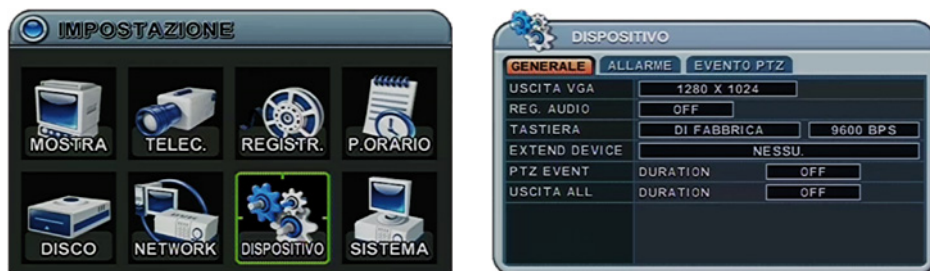 IMPOSTAZIONE
MOSTRA TELEC. REGISTR. P.ORARIO
DISCO NETWORK DISPOSITIVO SISTEMA
DISPOSITIVO
GENERALE ALLARME EVENTO PTZ
USCITA VGA 1280 X 1024
REG. AUDIO OFF
TASTIERA DI FABBRICA 9600 BPS
EXTEND DEVICE NESSU.
PTZ EVENT DURATION OFF
USCITA ALL DURATION OFF